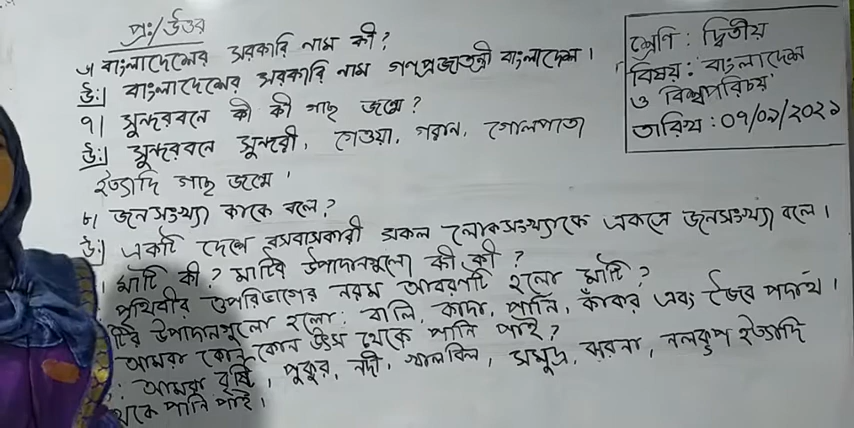 প্র:/উত্তর
৬। বাংলাদেশের সরকারি নাম কী?
উ:। বাংলাদেশের সরকারি নাম গণপ্রজাতন্ত্রী বাংলাদেশ।
৭। সুন্দরবনে কী কী গাছ জন্মে?
উ:। সুন্দরবনে সুন্দরী, গেওয়া, গরান, গোলপাতা
ইত্যাদি গাছ জন্মে।
৮। জনসংখ্যা কাকে বলে?
উ:। একটি দেশে বসবাসকারী সকল লোকসংখ্যাকে একত্রে জনসংখ্যা বলে।
মাটি কী? মাটির উপাদানগুলো কী কী?
পৃথিবীর উপরিভাগের নরম আবরণটি হলো মাটি?
টির উপাদানগুলো হলো: বালি, কাদা, পানি, কাঁকর এবং জৈব পদার্থ।
আমরা কোন কোন উৎস থেকে পানি পাই?
: আমরা বৃষ্টি, পুকুর, নদী, খালবিল, সমুদ্র, ঝরনা, নলকূপ ইত্যাদি
থেকে পানি পাই।
শ্রেণি: দ্বিতীয়
বিষয়: বাংলাদেশ
ও বিশ্বপরিচয়
তারিখ: ০৭/০৯/২০২১